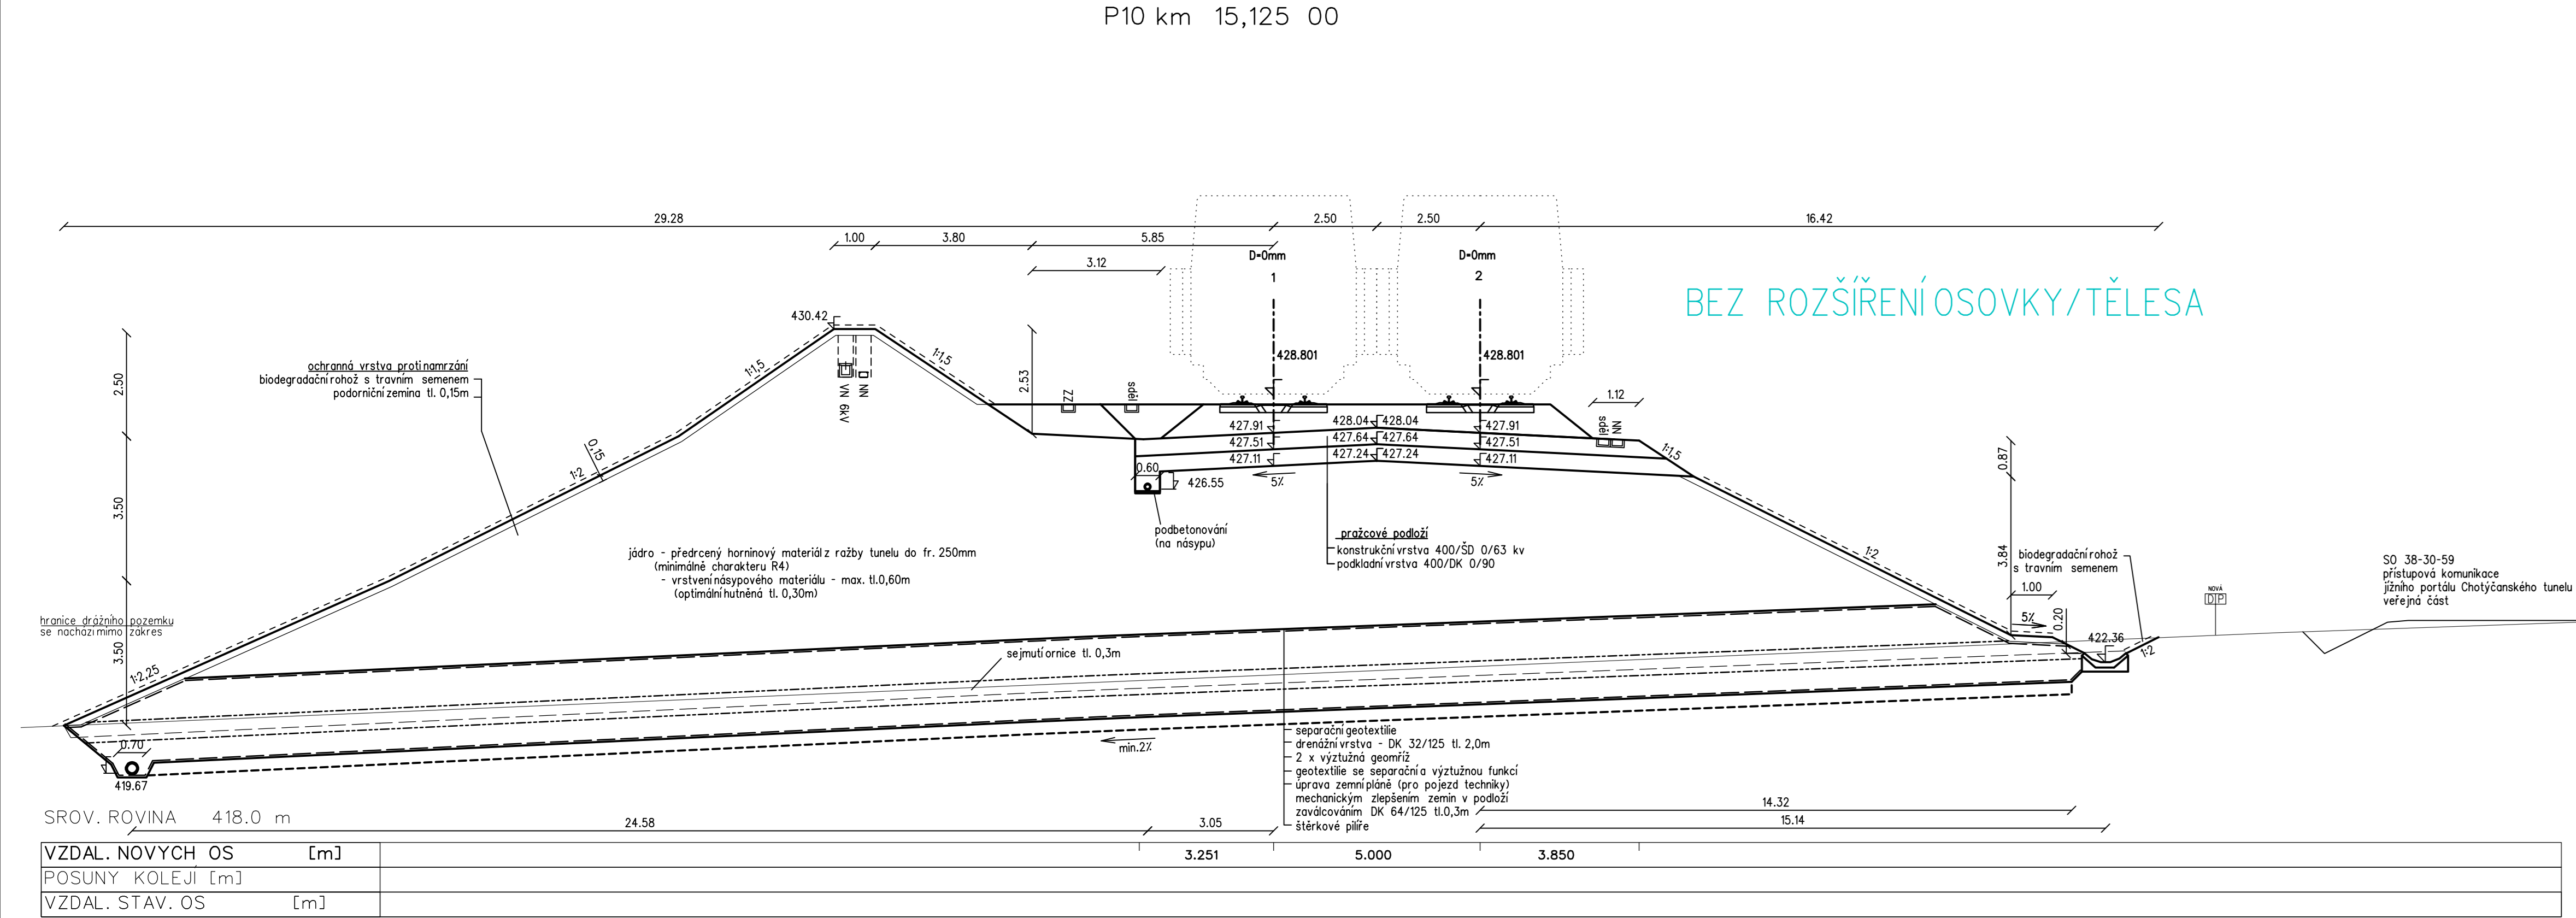 P10 km 15,125 00
29.28
2.50
2.50
16.42
1.00
3.80
5.85
3.12
D=0mm
1
D=0mm
2
BEZ ROZŠÍŘENÍ OSOVKY/TĚLESA
430.42
428.801
428.801
2.50
3.50
3.50
ochranná vrstva proti namrzání
biodegradační rohož s travním semenem
podorniční zemina tl. 0,15m
0,15
1:2
1:1,5
1:1,5
VN 6kV
NN
2.53
ZZ
sděl
1.12
sděl
NN
1:1,5
427.91
428.04
428.04
427.91
427.51
427.64
427.64
427.51
427.11
427.24
427.24
427.11
0.60
426.55
5%
5%
podbetonování
(na násypu)
pražcové podloží
konstrukční vrstva 400/ŠD 0/63 kv
podkladní vrstva 400/DK 0/90
jádro - předrcený horninový materiál z ražby tunelu do fr. 250mm
(minimálně charakteru R4)
- vrstvení násypového materiálu - max. tl.0,60m
(optimální hutněná tl. 0,30m)
1:2
0.87
3.84
1.00
5%
0.20
422.36
1:2
biodegradační rohož
s travním semenem
NOVÁ
D P
SO 38-30-59
přístupová komunikace
jižního portálu Chotýčanského tunelu
veřejná část
hranice drážního pozemku
se nachází mimo zákres
1:2,25
sejmutí ornice tl. 0,3m
0.70
419.67
min.2%
separační geotextilie
drenážní vrstva - DK 32/125 tl. 2,0m
2 x výztužná geomříž
geotextilie se separační a výztužnou funkcí
úprava zemní pláně (pro pojezd techniky)
mechanickým zlepšením zemin v podloží
zaválcováním DK 64/125 tl.0,3m
štěrkové pilíře
14.32
15.14
SROV. ROVINA 418.0 m
24.58
3.05
VZDAL. NOVYCH OS [m]
3.251
5.000
3.850
POSUNY KOLEJÍ [m]
VZDAL. STAV. OS [m]